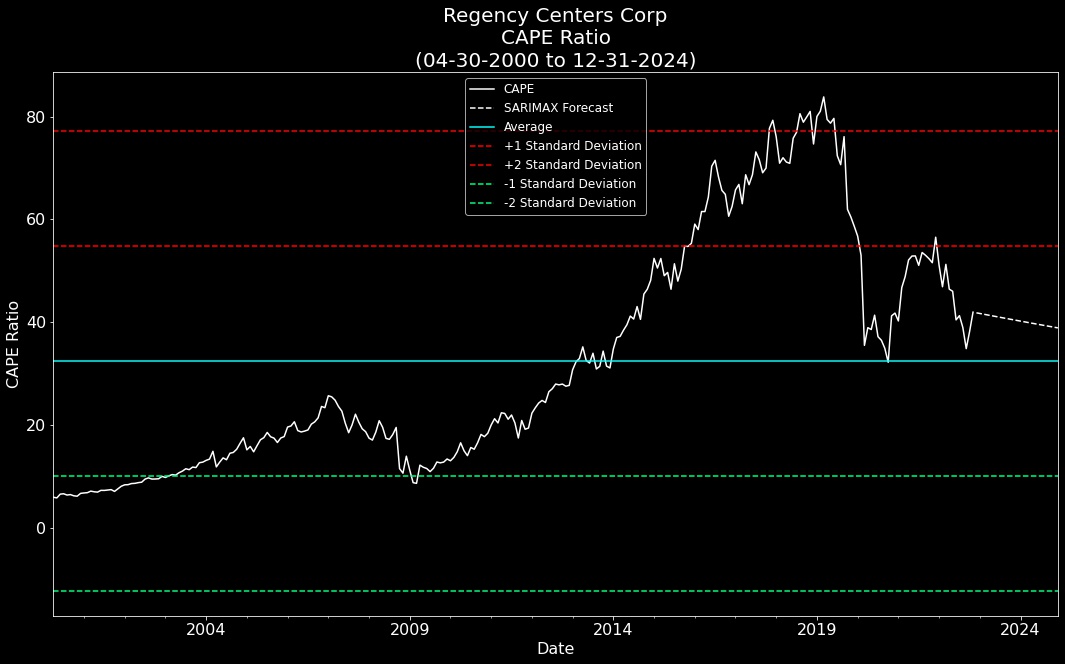 Regency Centers Corp
CAPE Ratio
(04-30-2000 to 12-31-2024)
CAPE
SARIMAX Forecast
Average
+1 Standard Deviation
+2 Standard Deviation
-1 Standard Deviation
-2 Standard Deviation
80
60
40
20
0
CAPE Ratio
2004
2009
2014
2019
2024
Date